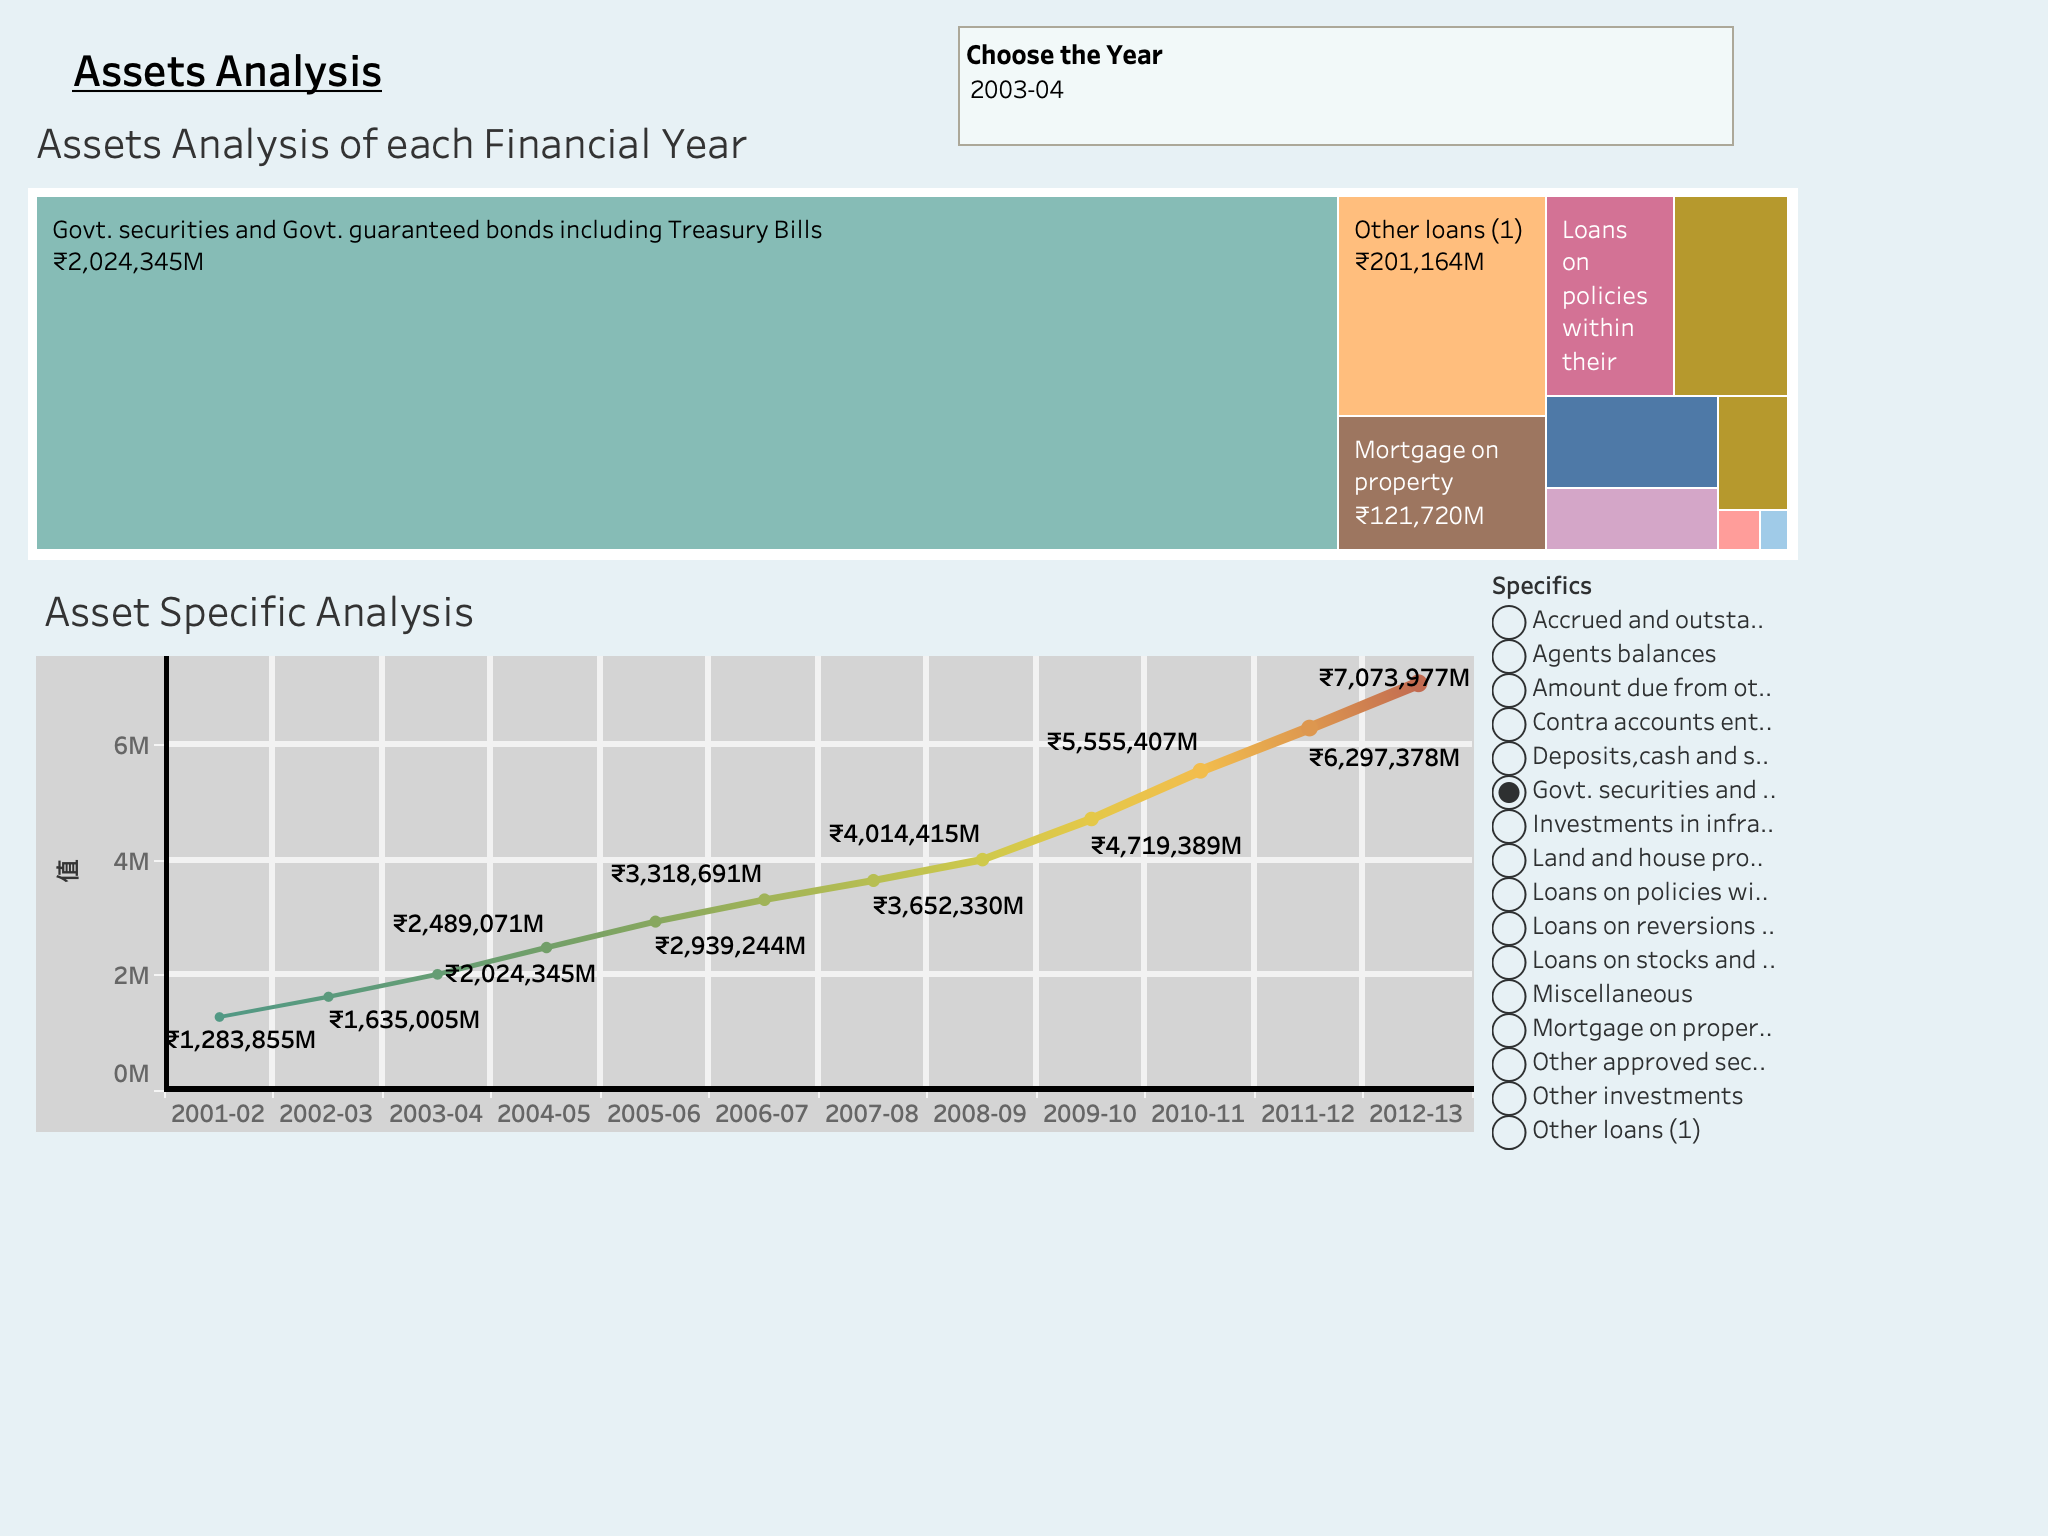 Assets Analysis
Choose the Year
2003-04
Assets Analysis of each Financial Year
Govt. securities and Govt. guaranteed bonds including Treasury Bills
₹2,024,345M
Other loans (1)
₹201,164M
Mortgage on
property
₹121,720M
Loans
on
policies
within
their
Asset Specific Analysis
值
6M
4M
2M
0M
₹1,283,855M
₹1,635,005M
₹2,024,345M
₹2,489,071M
₹2,939,244M
₹3,318,691M
₹3,652,330M
₹4,014,415M
₹4,719,389M
₹5,555,407M
₹6,297,378M
₹7,073,977M
2001-02 2002-03 2003-04 2004-05 2005-06 2006-07 2007-08 2008-09 2009-10 2010-11 2011-12 2012-13
Specifics
Accrued and outsta..
Agents balances
Amount due from ot..
Contra accounts ent..
Deposits,cash and s..
Govt. securities and ..
Investments in infra..
Land and house pro..
Loans on policies wi..
Loans on reversions ..
Loans on stocks and ..
Miscellaneous
Mortgage on proper..
Other approved sec..
Other investments
Other loans (1)